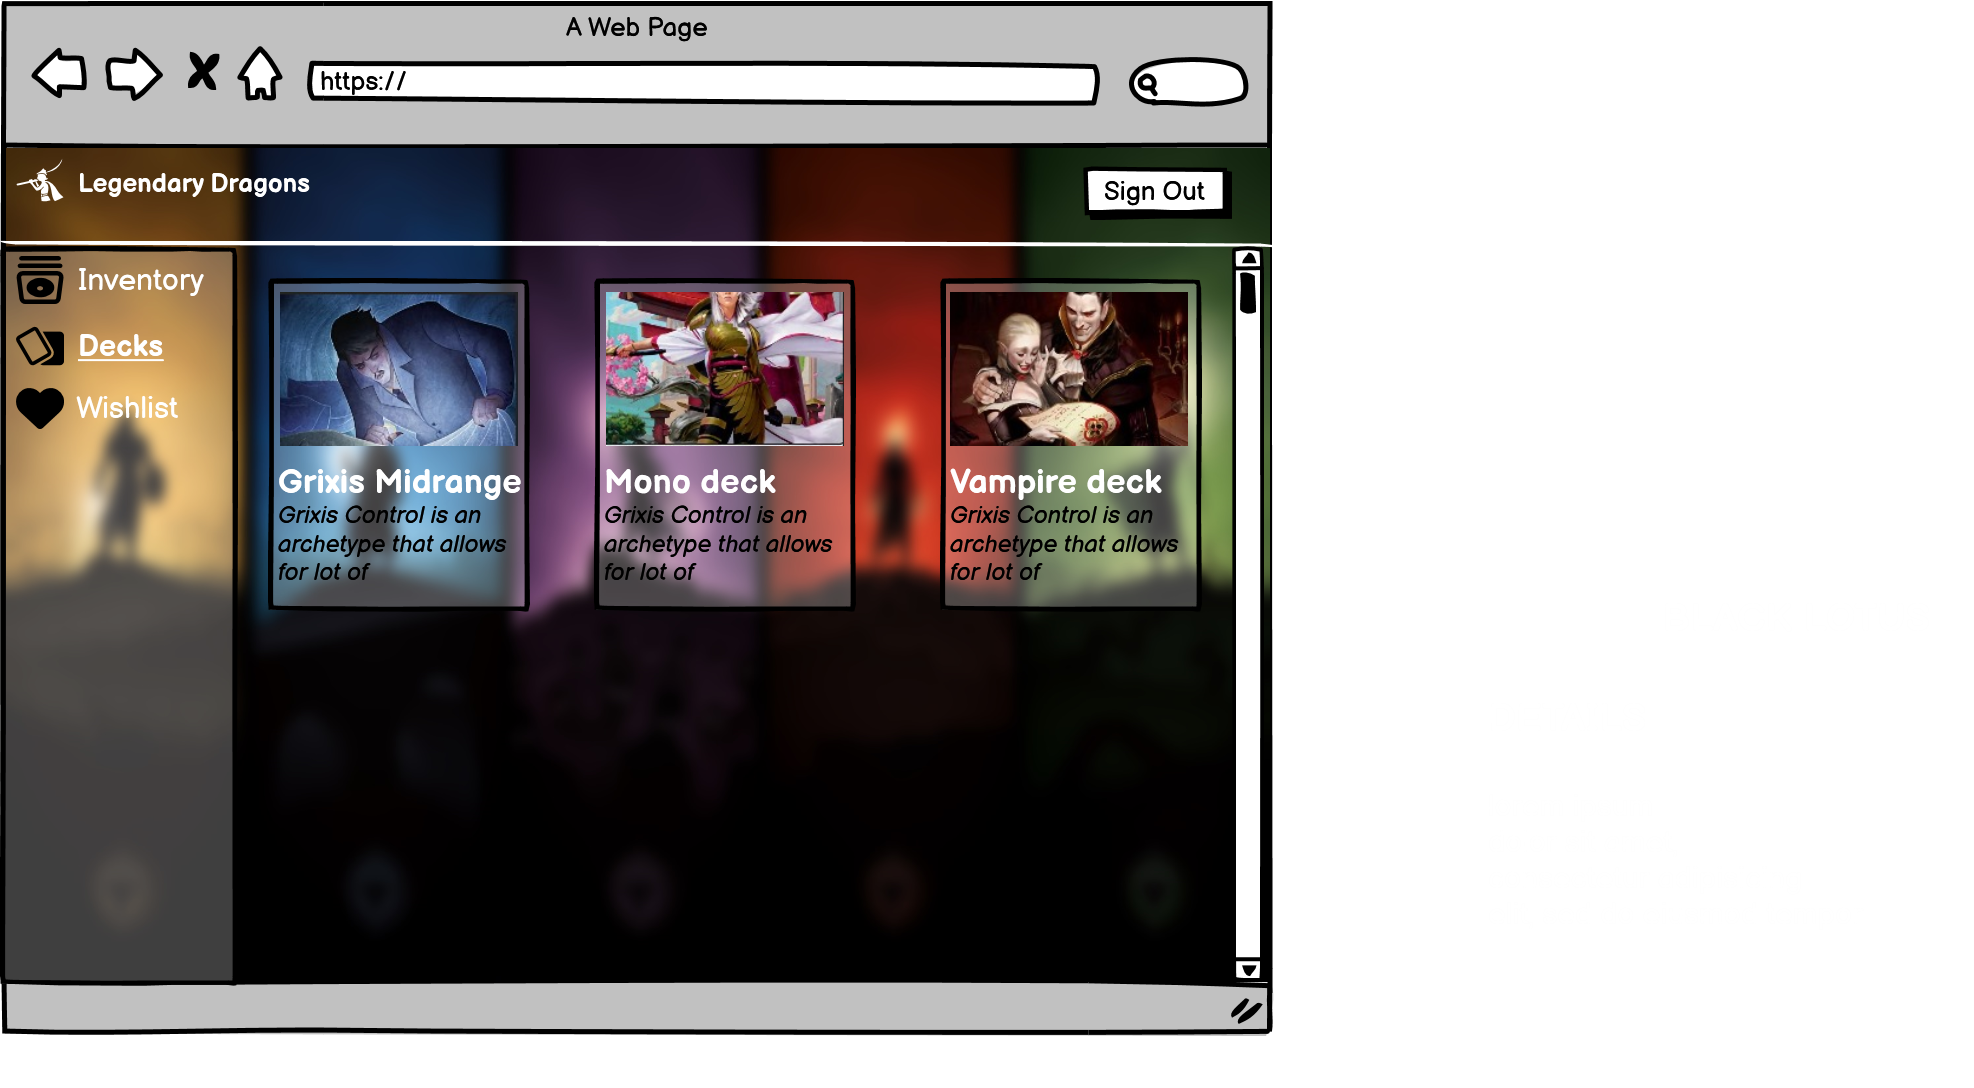 A Web Page
https://
Legendary Dragons
Sign Out
Inventory
Decks
Wishlist
Grixis Midrange
Grixis Control is an
archetype that allows
for lot of
Mono deck
Grixis Control is an
archetype that allows
for lot of
Vampire deck
Grixis Control is an
archetype that allows
for lot of